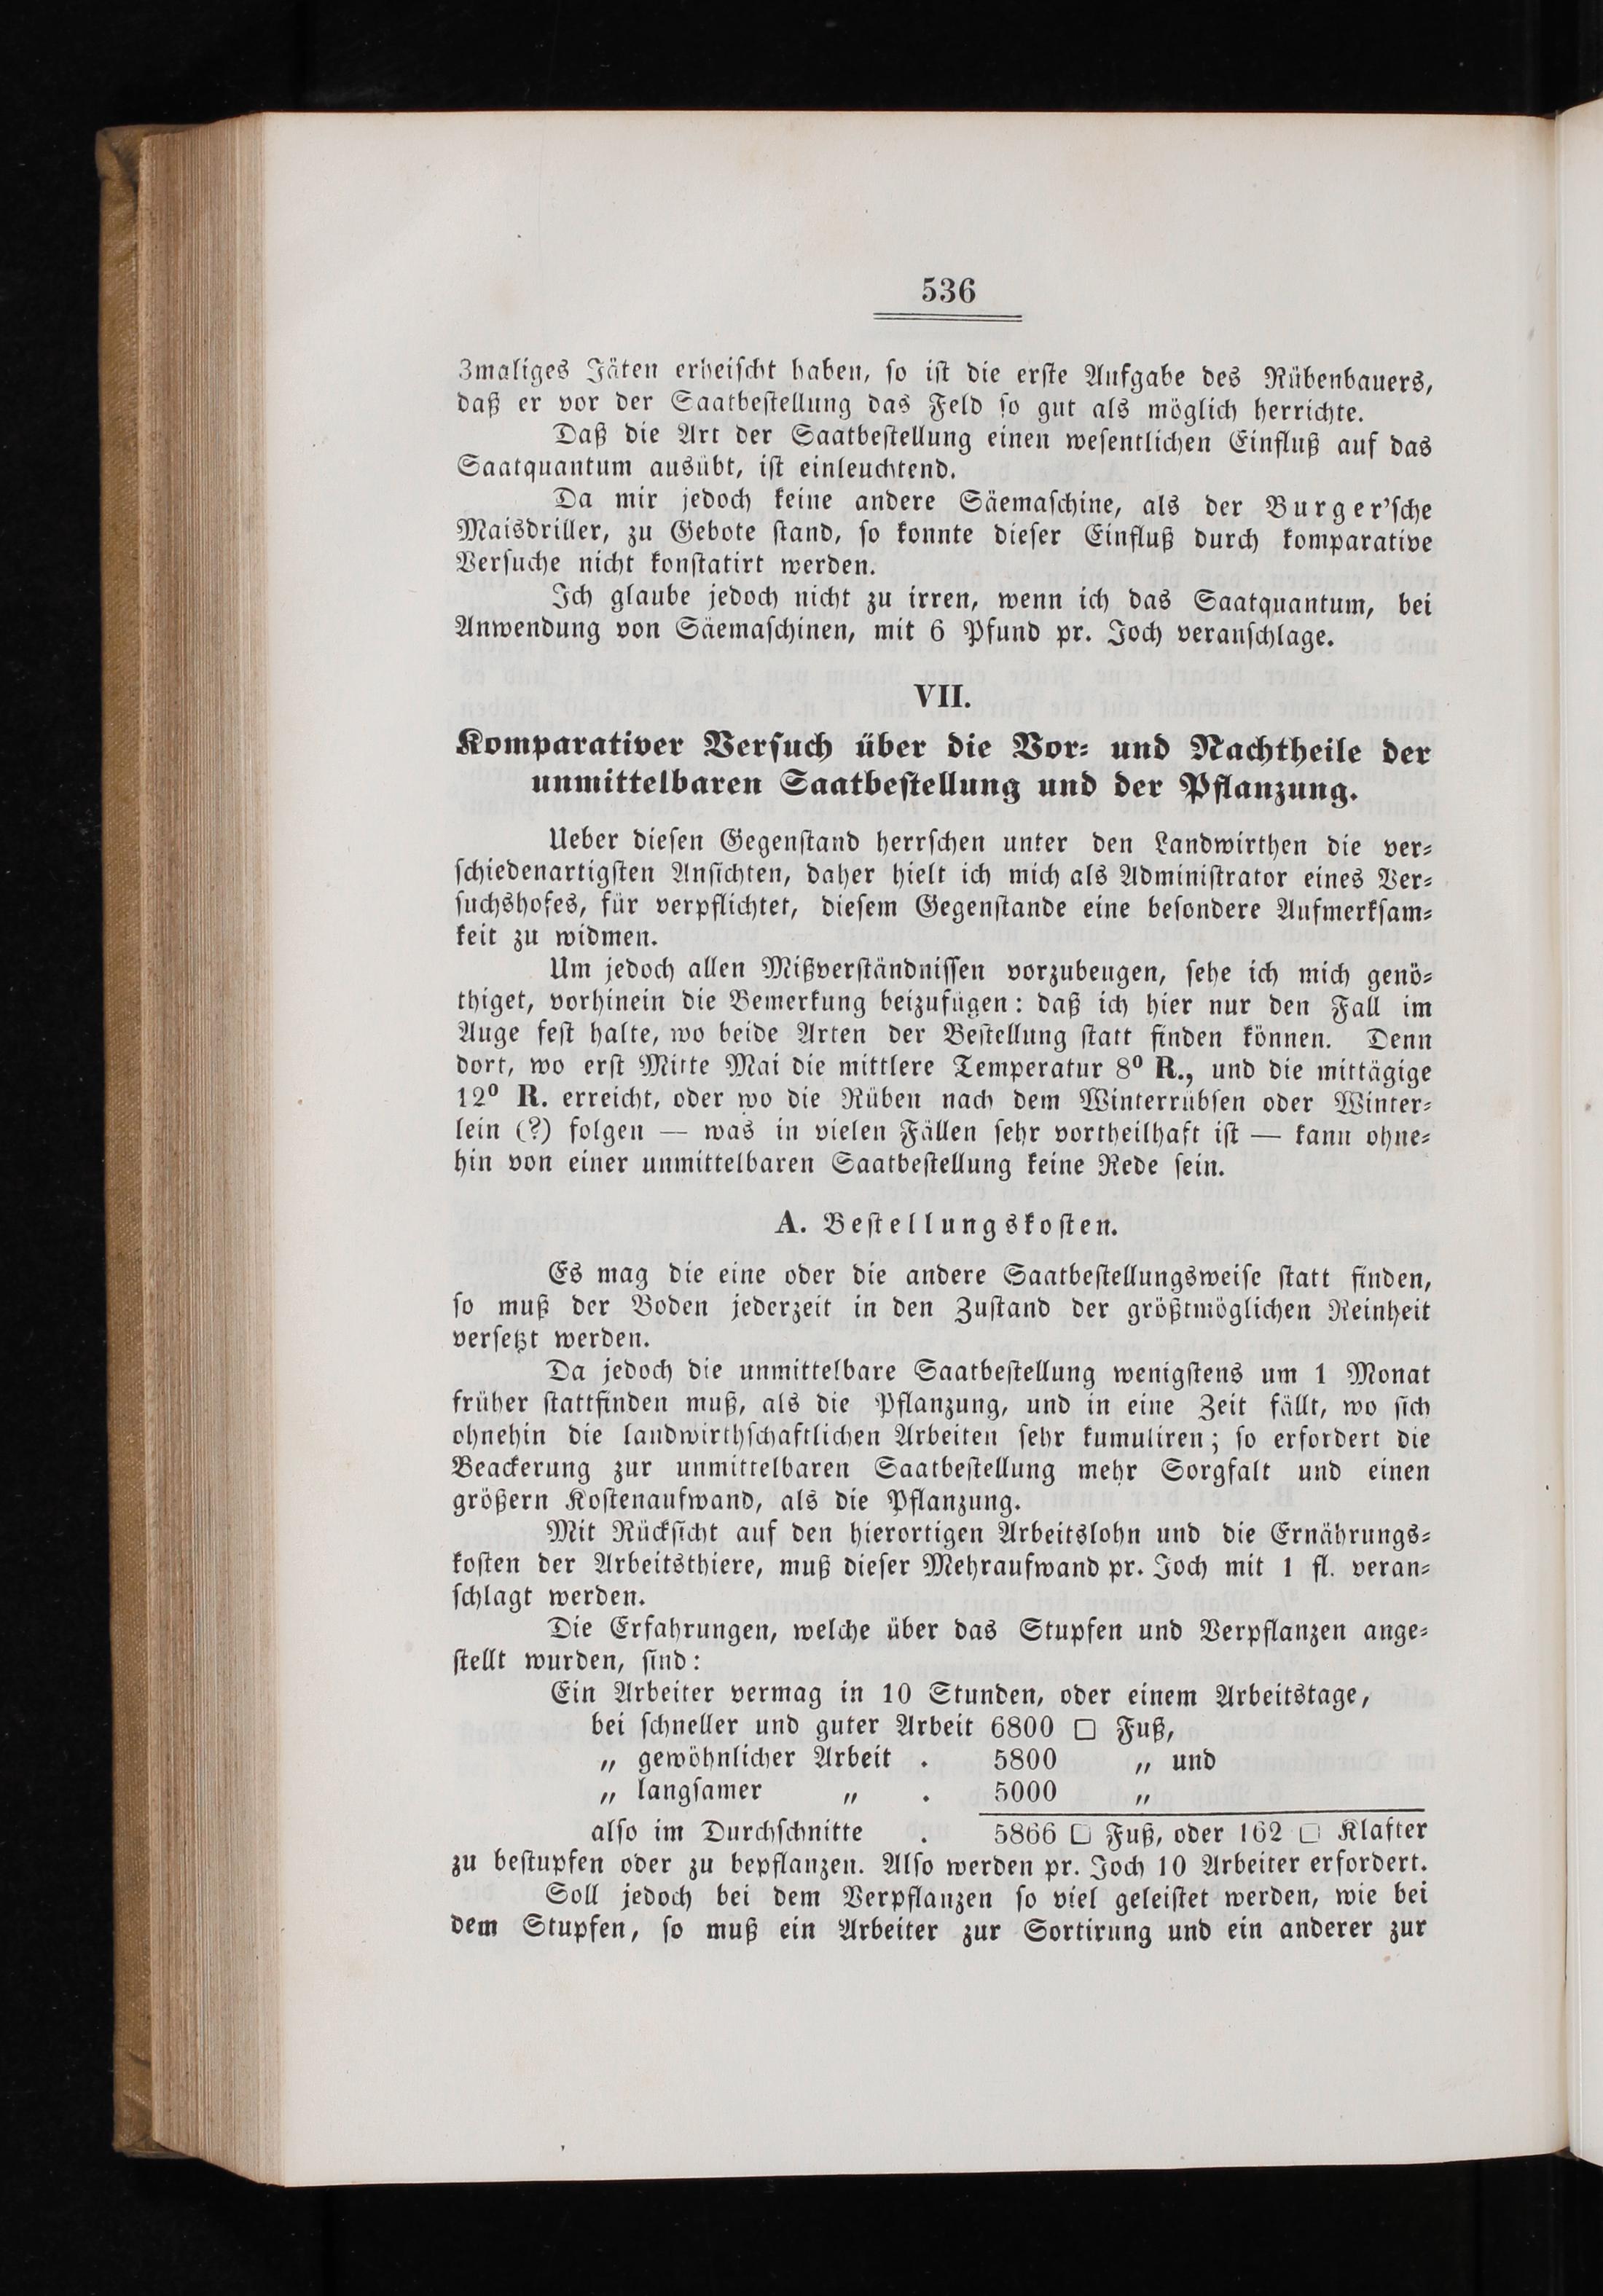 536
3maliges Jäten erheischt haben, so ist die erste Aufgabe des Rübenbauers,
daß er vor der Saatbestellung das Feld so gut als möglich herrichte.
Daß die Art der Saatbestellung einen wesentlichen Einfluß auf das
Saatquantum ausübt, ist einleuchtend.
Da mir jedoch keine andere Säemaschine, als der Burger'sche
Maisdriller, zu Gebote stand, so konnte dieser Einfluß durch komparative
Versuche nicht konstatirt werden.
Ich glaube jedoch nicht zu irren, wenn ich das Saatquantum, bei
Anwendung von Säemaschinen, mit 6 Pfund pr. Joch veranschlage.
VII.
Komparativer Versuch über die Vor- und Nachtheile der
unmittelbaren Saatbestellung und der Pflanzung.
Ueber diesen Gegenstand herrschen unter den Landwirthen die ver-
schiedenartigsten Ansichten, daher hielt ich mich als Administrator eines Ver-
suchshofes, für verpflichtet, diesem Gegenstande eine besondere Aufmerksam-
keit zu widmen.
Um jedoch allen Mißverständnissen vorzubeugen, sehe ich mich genö-
thiget, vorhinein die Bemerkung beizufügen: daß ich hier nur den Fall im
Auge fest halte, wo beide Arten der Bestellung statt finden können. Denn
dort, wo erst Mitte Mai die mittlere Temperatur 8⁰ R., und die mittägige
12⁰ R. erreicht, oder wo die Rüben nach dem Winterrübsen oder Winter-
lein (?) folgen — was in vielen Fällen sehr vortheilhaft ist — kann ohne-
hin von einer unmittelbaren Saatbestellung keine Rede sein.
A. Bestellungskosten.
Es mag die eine oder die andere Saatbestellungsweise statt finden,
so muß der Boden jederzeit in den Zustand der größtmöglichen Reinheit
versetzt werden.
Da jedoch die unmittelbare Saatbestellung wenigstens um 1 Monat
früher stattfinden muß, als die Pflanzung, und in eine Zeit fällt, wo sich
ohnehin die landwirthschaftlichen Arbeiten sehr kumuliren; so erfordert die
Beackerung zur unmittelbaren Saatbestellung mehr Sorgfalt und einen
größern Kostenaufwand, als die Pflanzung.
Mit Rücksicht auf den hierortigen Arbeitslohn und die Ernährungs-
kosten der Arbeitsthiere, muß dieser Mehraufwand pr. Joch mit 1 fl. veran-
schlagt werden.
Die Erfahrungen, welche über das Stupfen und Verpflanzen ange-
stellt wurden, sind:
Ein Arbeiter vermag in 10 Stunden, oder einem Arbeitstage,
bei schneller und guter Arbeit 6800 □ Fuß,
„ gewöhnlicher Arbeit . 5800 „ und
„ langsamer „ . 5000 „
also im Durchschnitte . 5866 □ Fuß, oder 162 □ Klafter
zu bestupfen oder zu bepflanzen. Also werden pr. Joch 10 Arbeiter erfordert.
Soll jedoch bei dem Verpflanzen so viel geleistet werden, wie bei
dem Stupfen, so muß ein Arbeiter zur Sortirung und ein anderer zur